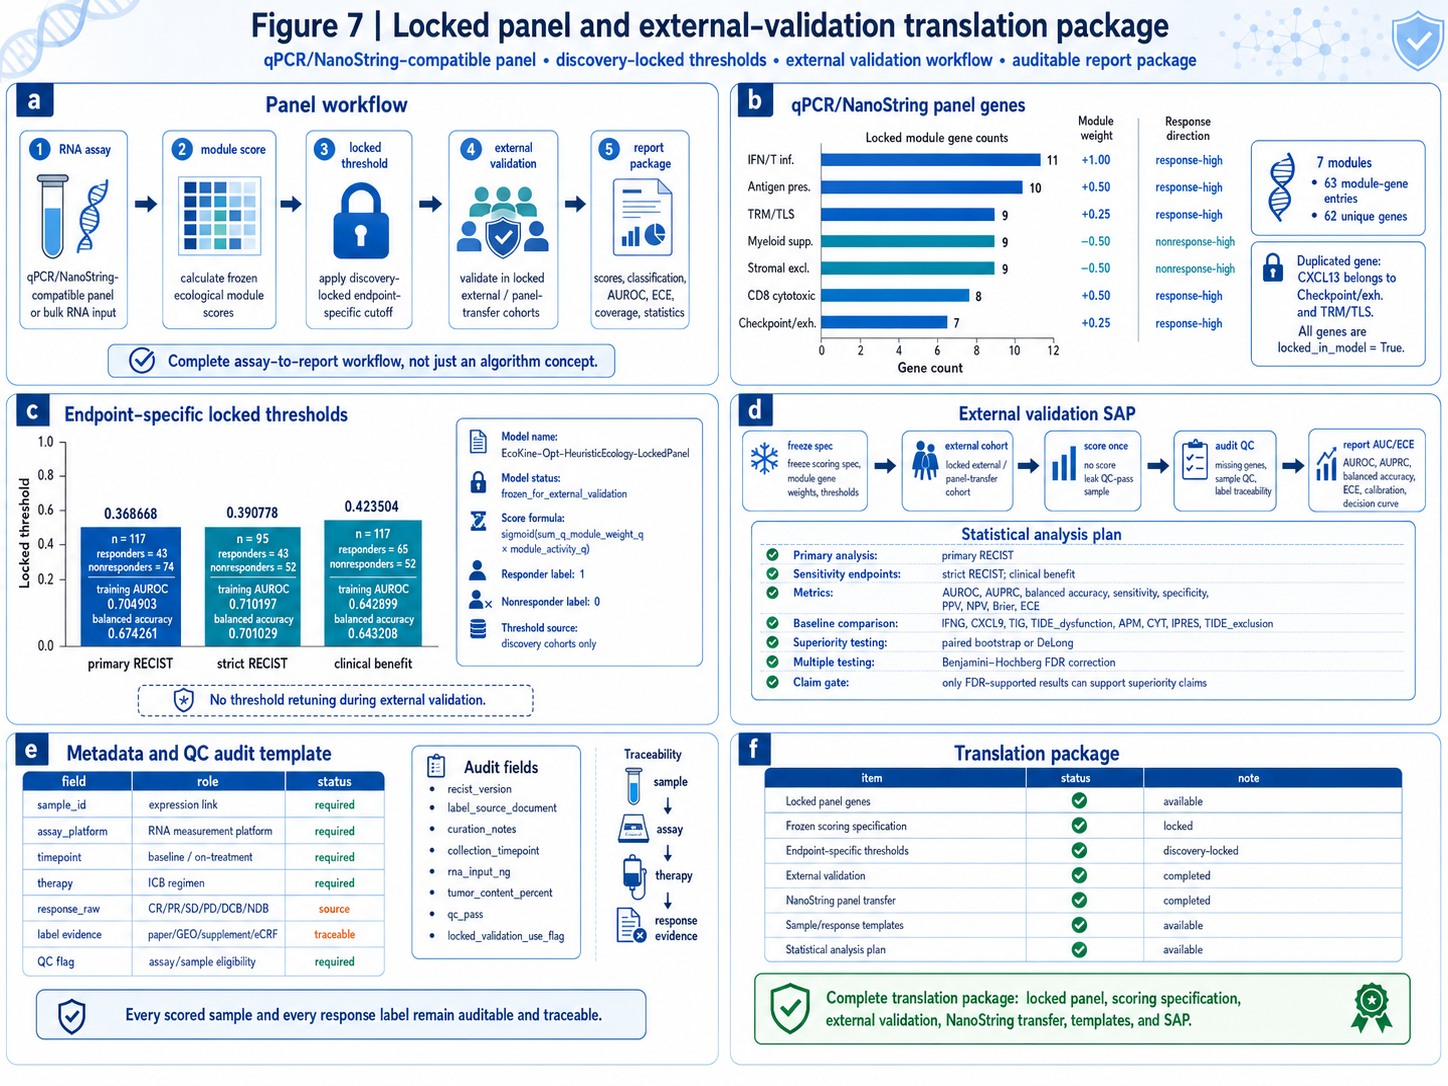 Figure 7 | Locked panel and external-validation translation package
qPCR/NanoString-compatible panel • discovery-locked thresholds • external validation workflow • auditable report package
a
Panel workflow
1 RNA assay
qPCR/NanoString-
compatible panel
or bulk RNA input
2 module score
calculate frozen
ecological module
scores
3 locked
threshold
apply discovery-
locked endpoint-
specific cutoff
4 external
validation
validate in locked
external / panel-
transfer cohorts
5 report
package
scores, classification,
AUROC, ECE,
coverage, statistics
Complete assay-to-report workflow, not just an algorithm concept.
b
qPCR/NanoString panel genes
Locked module gene counts
Module
weight
Response
direction
IFN/T inf. 11 +1.00 response-high
Antigen pres. 10 +0.50 response-high
TRM/TLS 9 +0.25 response-high
Myeloid supp. 9 −0.50 nonresponse-high
Stromal excl. 9 −0.50 nonresponse-high
CD8 cytotoxic 8 +0.50 response-high
Checkpoint/exh. 7 +0.25 response-high
0 2 4 6 8 10 12
Gene count
7 modules
• 63 module-gene
entries
• 62 unique genes
Duplicated gene:
CXCL13 belongs to
Checkpoint/exh.
and TRM/TLS.
All genes are
locked_in_model = True.
c
Endpoint-specific locked thresholds
Locked threshold
1.0
0.8
0.6
0.4
0.2
0.0
0.368668
n = 117
responders = 43
nonresponders = 74
training AUROC
0.704903
balanced accuracy
0.674261
primary RECIST
0.390778
n = 95
responders = 43
nonresponders = 52
training AUROC
0.710197
balanced accuracy
0.701029
strict RECIST
0.423504
n = 117
responders = 65
nonresponders = 52
training AUROC
0.642899
balanced accuracy
0.643208
clinical benefit
Model name:
EcoKine-Opt-HeuristicEcology-LockedPanel
Model status:
frozen_for_external_validation
Score formula:
sigmoid(sum_q_module_weight_q
× module_activity_q)
Responder label: 1
Nonresponder label: 0
Threshold source:
discovery cohorts only
No threshold retuning during external validation.
d
External validation SAP
freeze spec
freeze scoring spec,
module gene
weights, thresholds
external cohort
locked external /
panel-transfer
cohort
score once
no score
leak QC-pass
sample
audit QC
missing genes,
sample QC,
label traceability
report AUC/ECE
AUROC, AUPRC,
balanced accuracy,
ECE, calibration,
decision curve
Statistical analysis plan
Primary analysis: primary RECIST
Sensitivity endpoints: strict RECIST; clinical benefit
Metrics: AUROC, AUPRC, balanced accuracy, sensitivity, specificity,
PPV, NPV, Brier, ECE
Baseline comparison: IFNG, CXCL9, TIG, TIDE_dysfunction, APM, CYT, IPRES, TIDE_exclusion
Superiority testing: paired bootstrap or DeLong
Multiple testing: Benjamini–Hochberg FDR correction
Claim gate: only FDR-supported results can support superiority claims
e
Metadata and QC audit template
field role status
sample_id expression link required
assay_platform RNA measurement platform required
timepoint baseline / on-treatment required
therapy ICB regimen required
response_raw CR/PR/SD/PD/DCB/NDB source
label evidence paper/GEO/supplement/eCRF traceable
QC flag assay/sample eligibility required
Audit fields
• recist_version
• label_source_document
• curation_notes
• collection_timepoint
• rna_input_ng
• tumor_content_percent
• qc_pass
• locked_validation_use_flag
Traceability
sample
assay
therapy
response
evidence
Every scored sample and every response label remain auditable and traceable.
f
Translation package
item status note
Locked panel genes available
Frozen scoring specification locked
Endpoint-specific thresholds discovery-locked
External validation completed
NanoString panel transfer completed
Sample/response templates available
Statistical analysis plan available
Complete translation package: locked panel, scoring specification,
external validation, NanoString transfer, templates, and SAP.